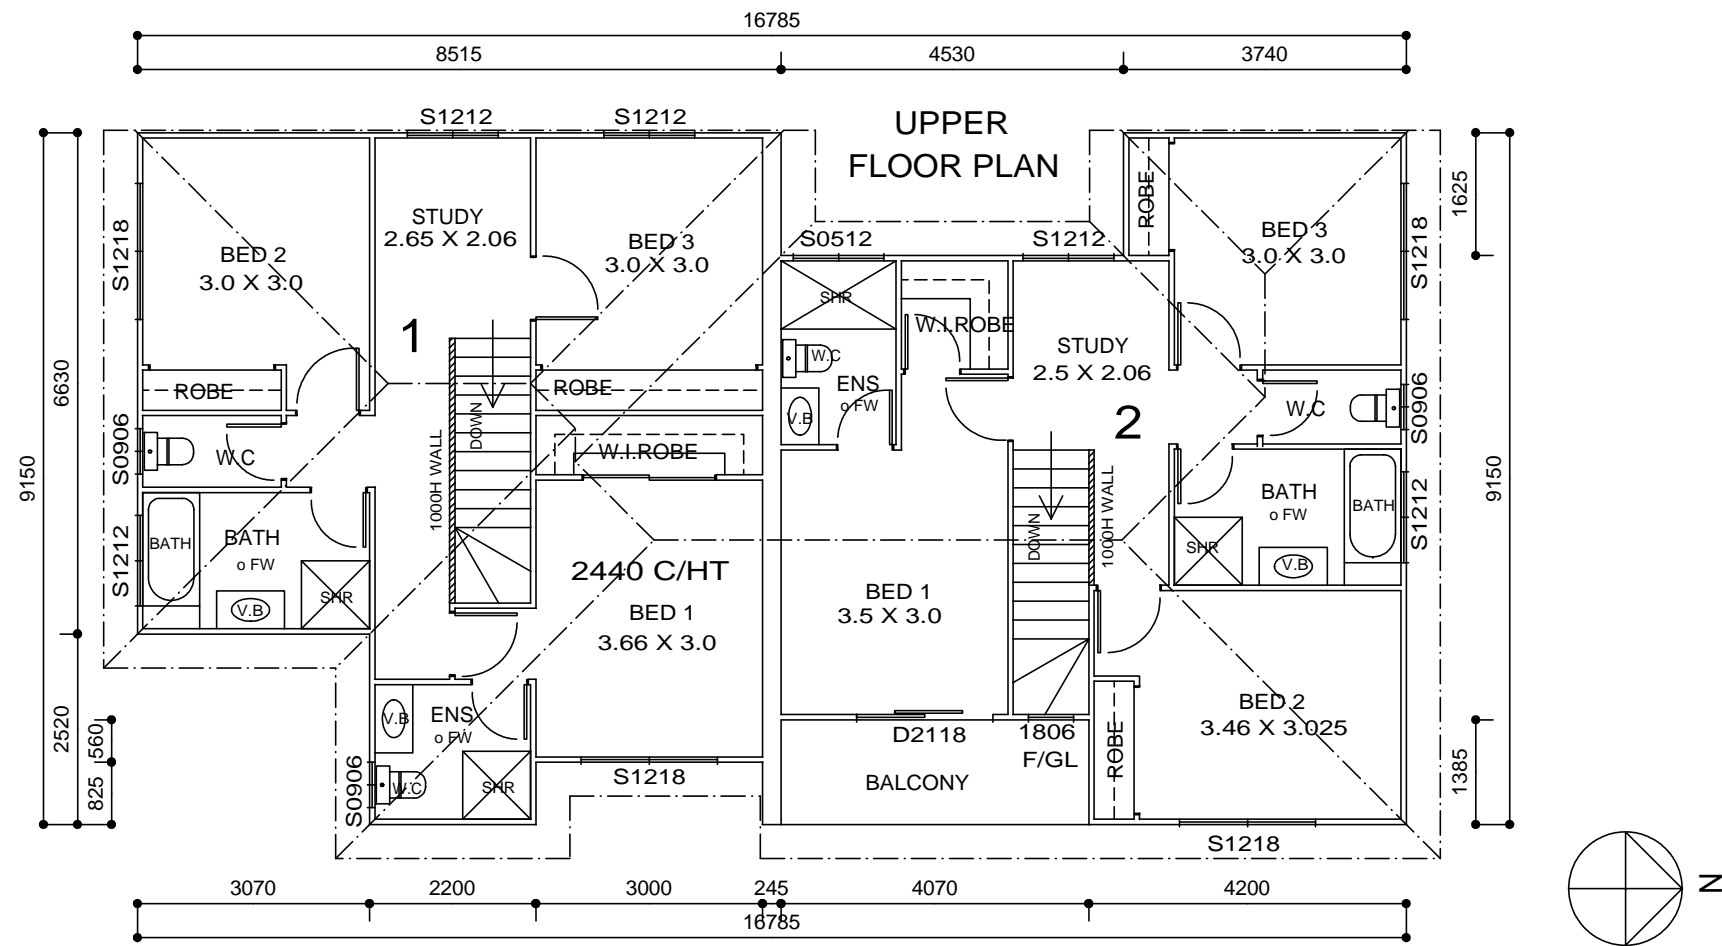 16785
8515
4530
3740
UPPER
FLOOR PLAN
S1212
S1212
STUDY
2.65 X 2.06
BED 2
3.0 X 3.0
BED 3
3.0 X 3.0
S1218
1
ROBE
ROBE
DOWN
1000H WALL
W.C
S0906
W.I.ROBE
BATH
BATH
o FW
V.B
SHR
S1212
2440 C/HT
BED 1
3.66 X 3.0
V.B
ENS
o FW
W.C
SHR
S0906
S1218
S0512
S1212
SHR
W.I.ROBE
W.C
ENS
o FW
V.B
STUDY
2.5 X 2.06
2
ROBE
BED 3
3.0 X 3.0
S1218
W.C
S0906
BATH
o FW
BATH
SHR
V.B
S1212
DOWN
1000H WALL
BED 1
3.5 X 3.0
D2118
1806
F/GL
BALCONY
ROBE
BED 2
3.46 X 3.025
S1218
9150
6630
2520
560
825
1625
9150
1385
3070
2200
3000
245
4070
4200
16785
N